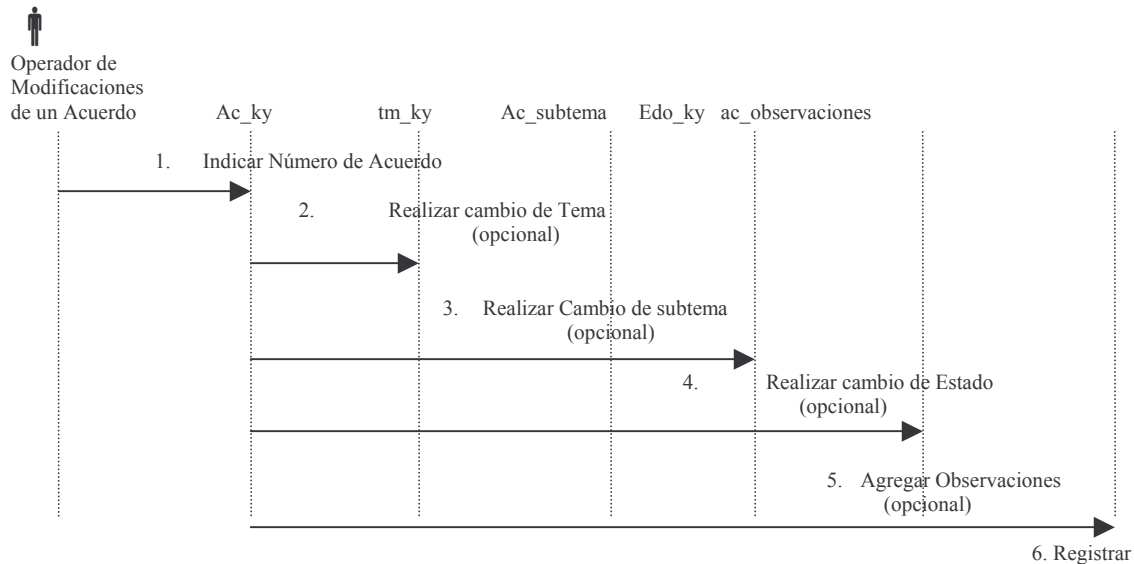 Operador de
Modificaciones
de un Acuerdo
Ac_ky
tm_ky
Ac_subtema
Edo_ky
ac_observaciones
1. Indicar Número de Acuerdo
2. Realizar cambio de Tema
(opcional)
3. Realizar Cambio de subtema
(opcional)
4. Realizar cambio de Estado
(opcional)
5. Agregar Observaciones
(opcional)
6. Registrar